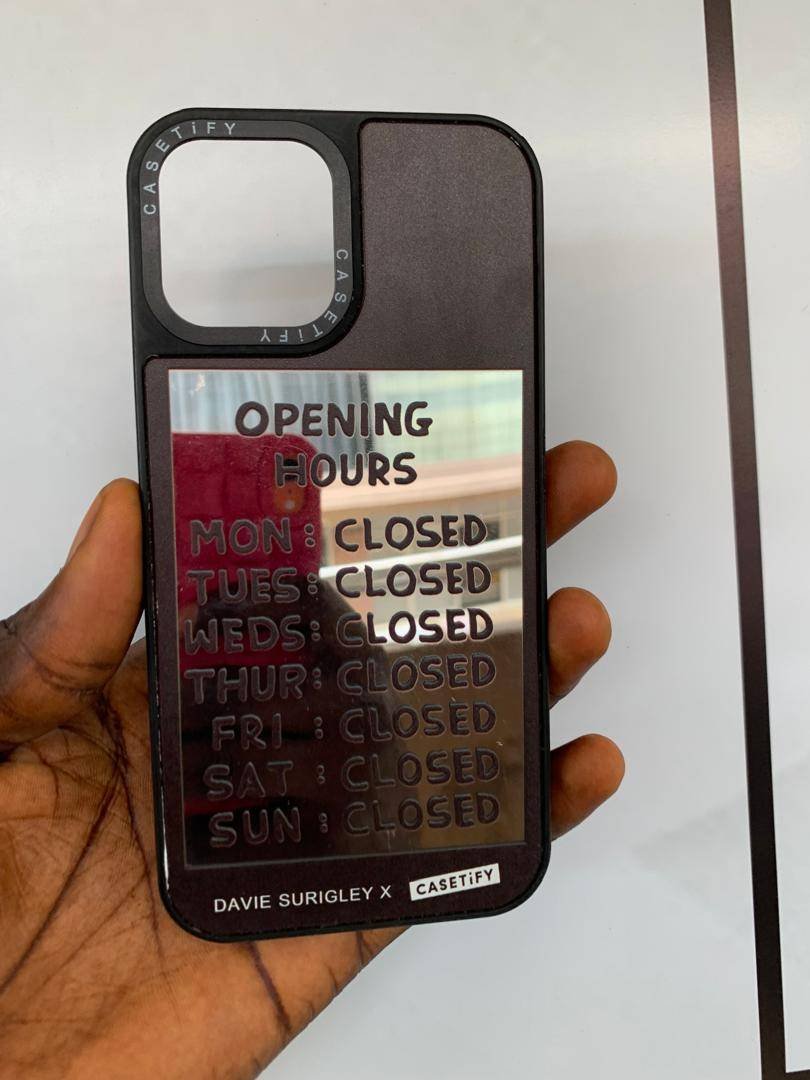 CASETiFY
CASETiFY
CASETiFY
OPENING
HOURS
MON : CLOSED
TUES : CLOSED
WEDS : CLOSED
THUR : CLOSED
FRI : CLOSED
SAT : CLOSED
SUN : CLOSED
DAVIE SURIGLEY X CASETiFY